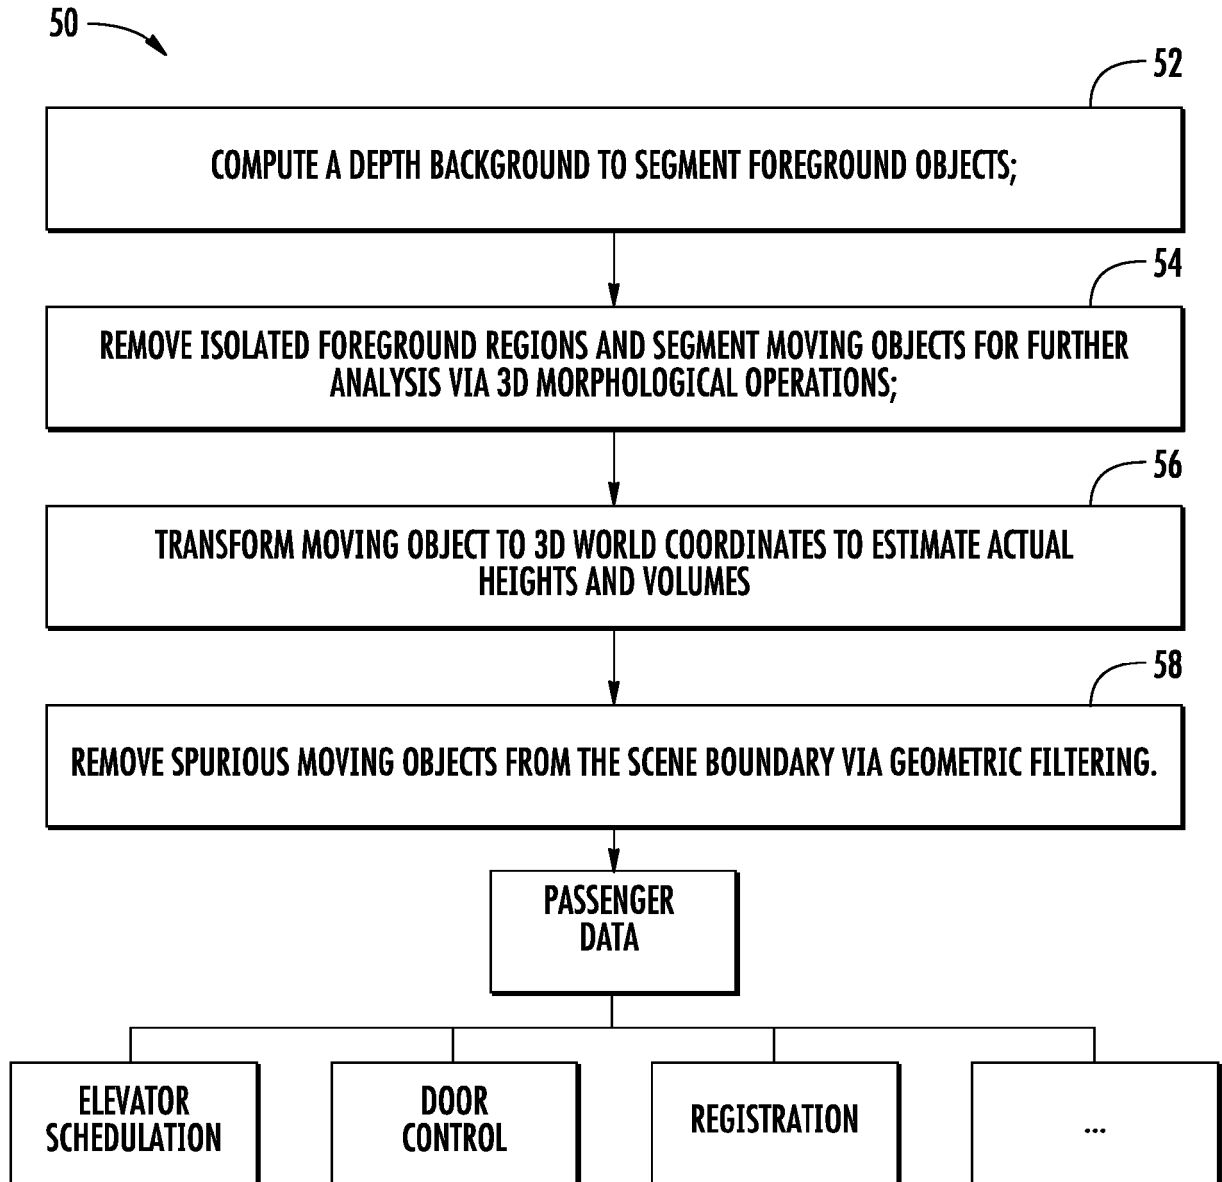 50
52
COMPUTE A DEPTH BACKGROUND TO SEGMENT FOREGROUND OBJECTS;
54
REMOVE ISOLATED FOREGROUND REGIONS AND SEGMENT MOVING OBJECTS FOR FURTHER
ANALYSIS VIA 3D MORPHOLOGICAL OPERATIONS;
56
TRANSFORM MOVING OBJECT TO 3D WORLD COORDINATES TO ESTIMATE ACTUAL
HEIGHTS AND VOLUMES
58
REMOVE SPURIOUS MOVING OBJECTS FROM THE SCENE BOUNDARY VIA GEOMETRIC FILTERING.
PASSENGER
DATA
ELEVATOR
SCHEDULATION
DOOR
CONTROL
REGISTRATION
...